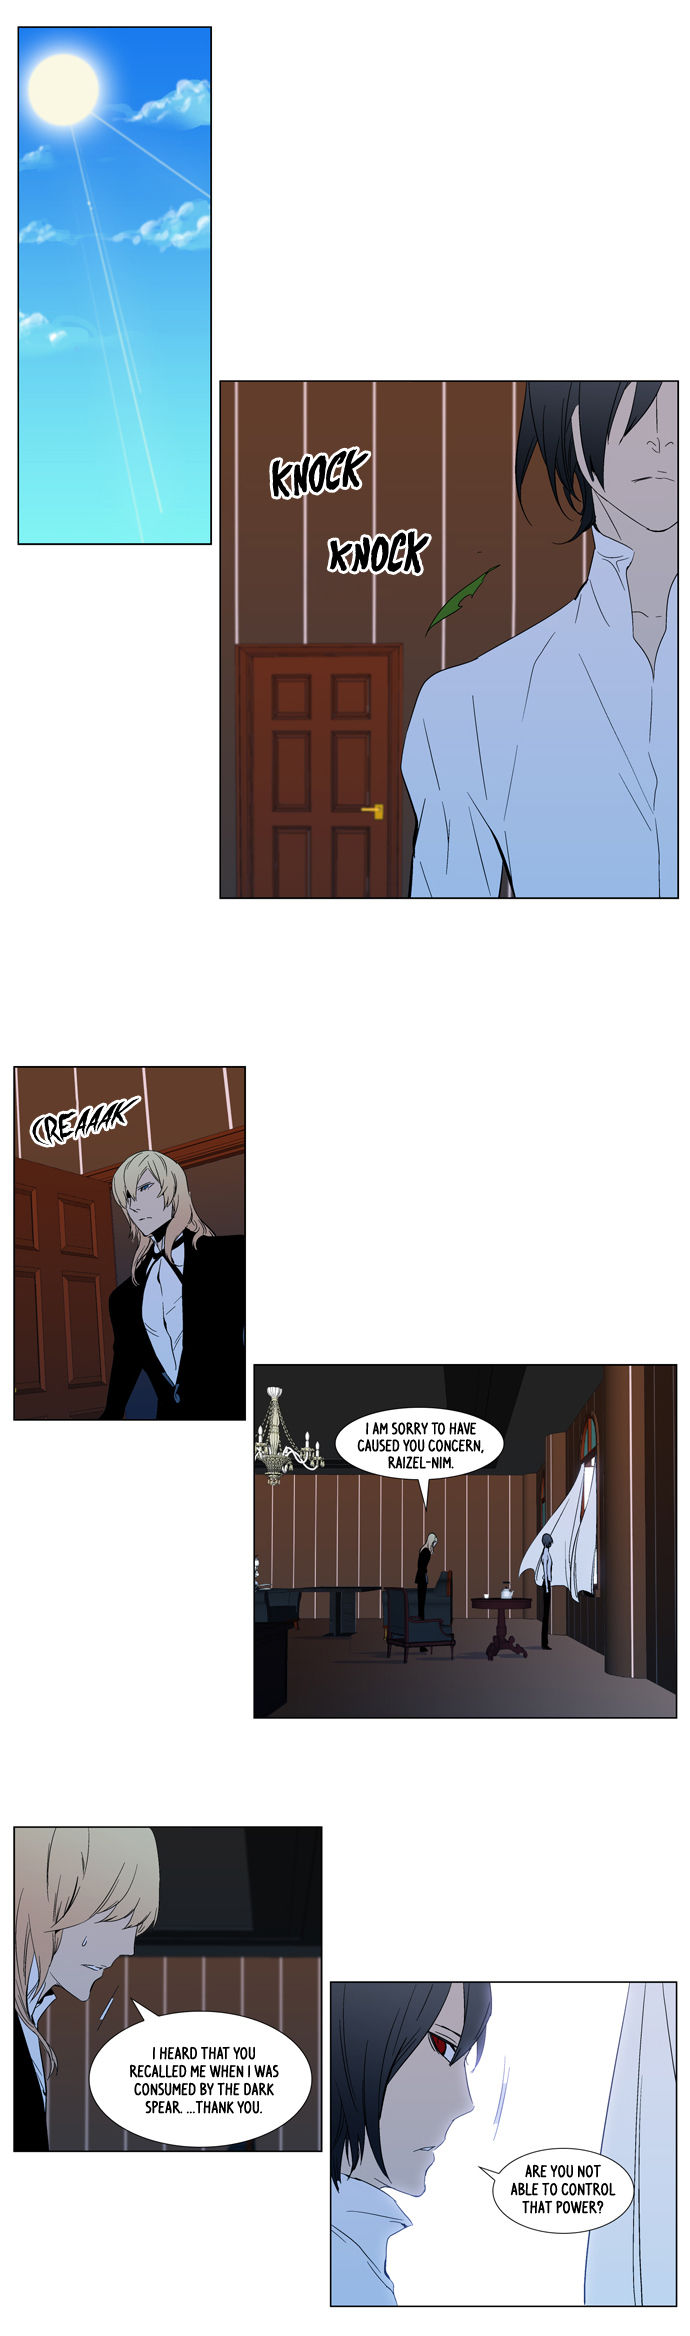 KNOCK
KNOCK
CREAAAK
I AM SORRY TO HAVE
CAUSED YOU CONCERN,
RAIZEL-NIM.
I HEARD THAT YOU
RECALLED ME WHEN I WAS
CONSUMED BY THE DARK
SPEAR. ...THANK YOU.
ARE YOU NOT
ABLE TO CONTROL
THAT POWER?